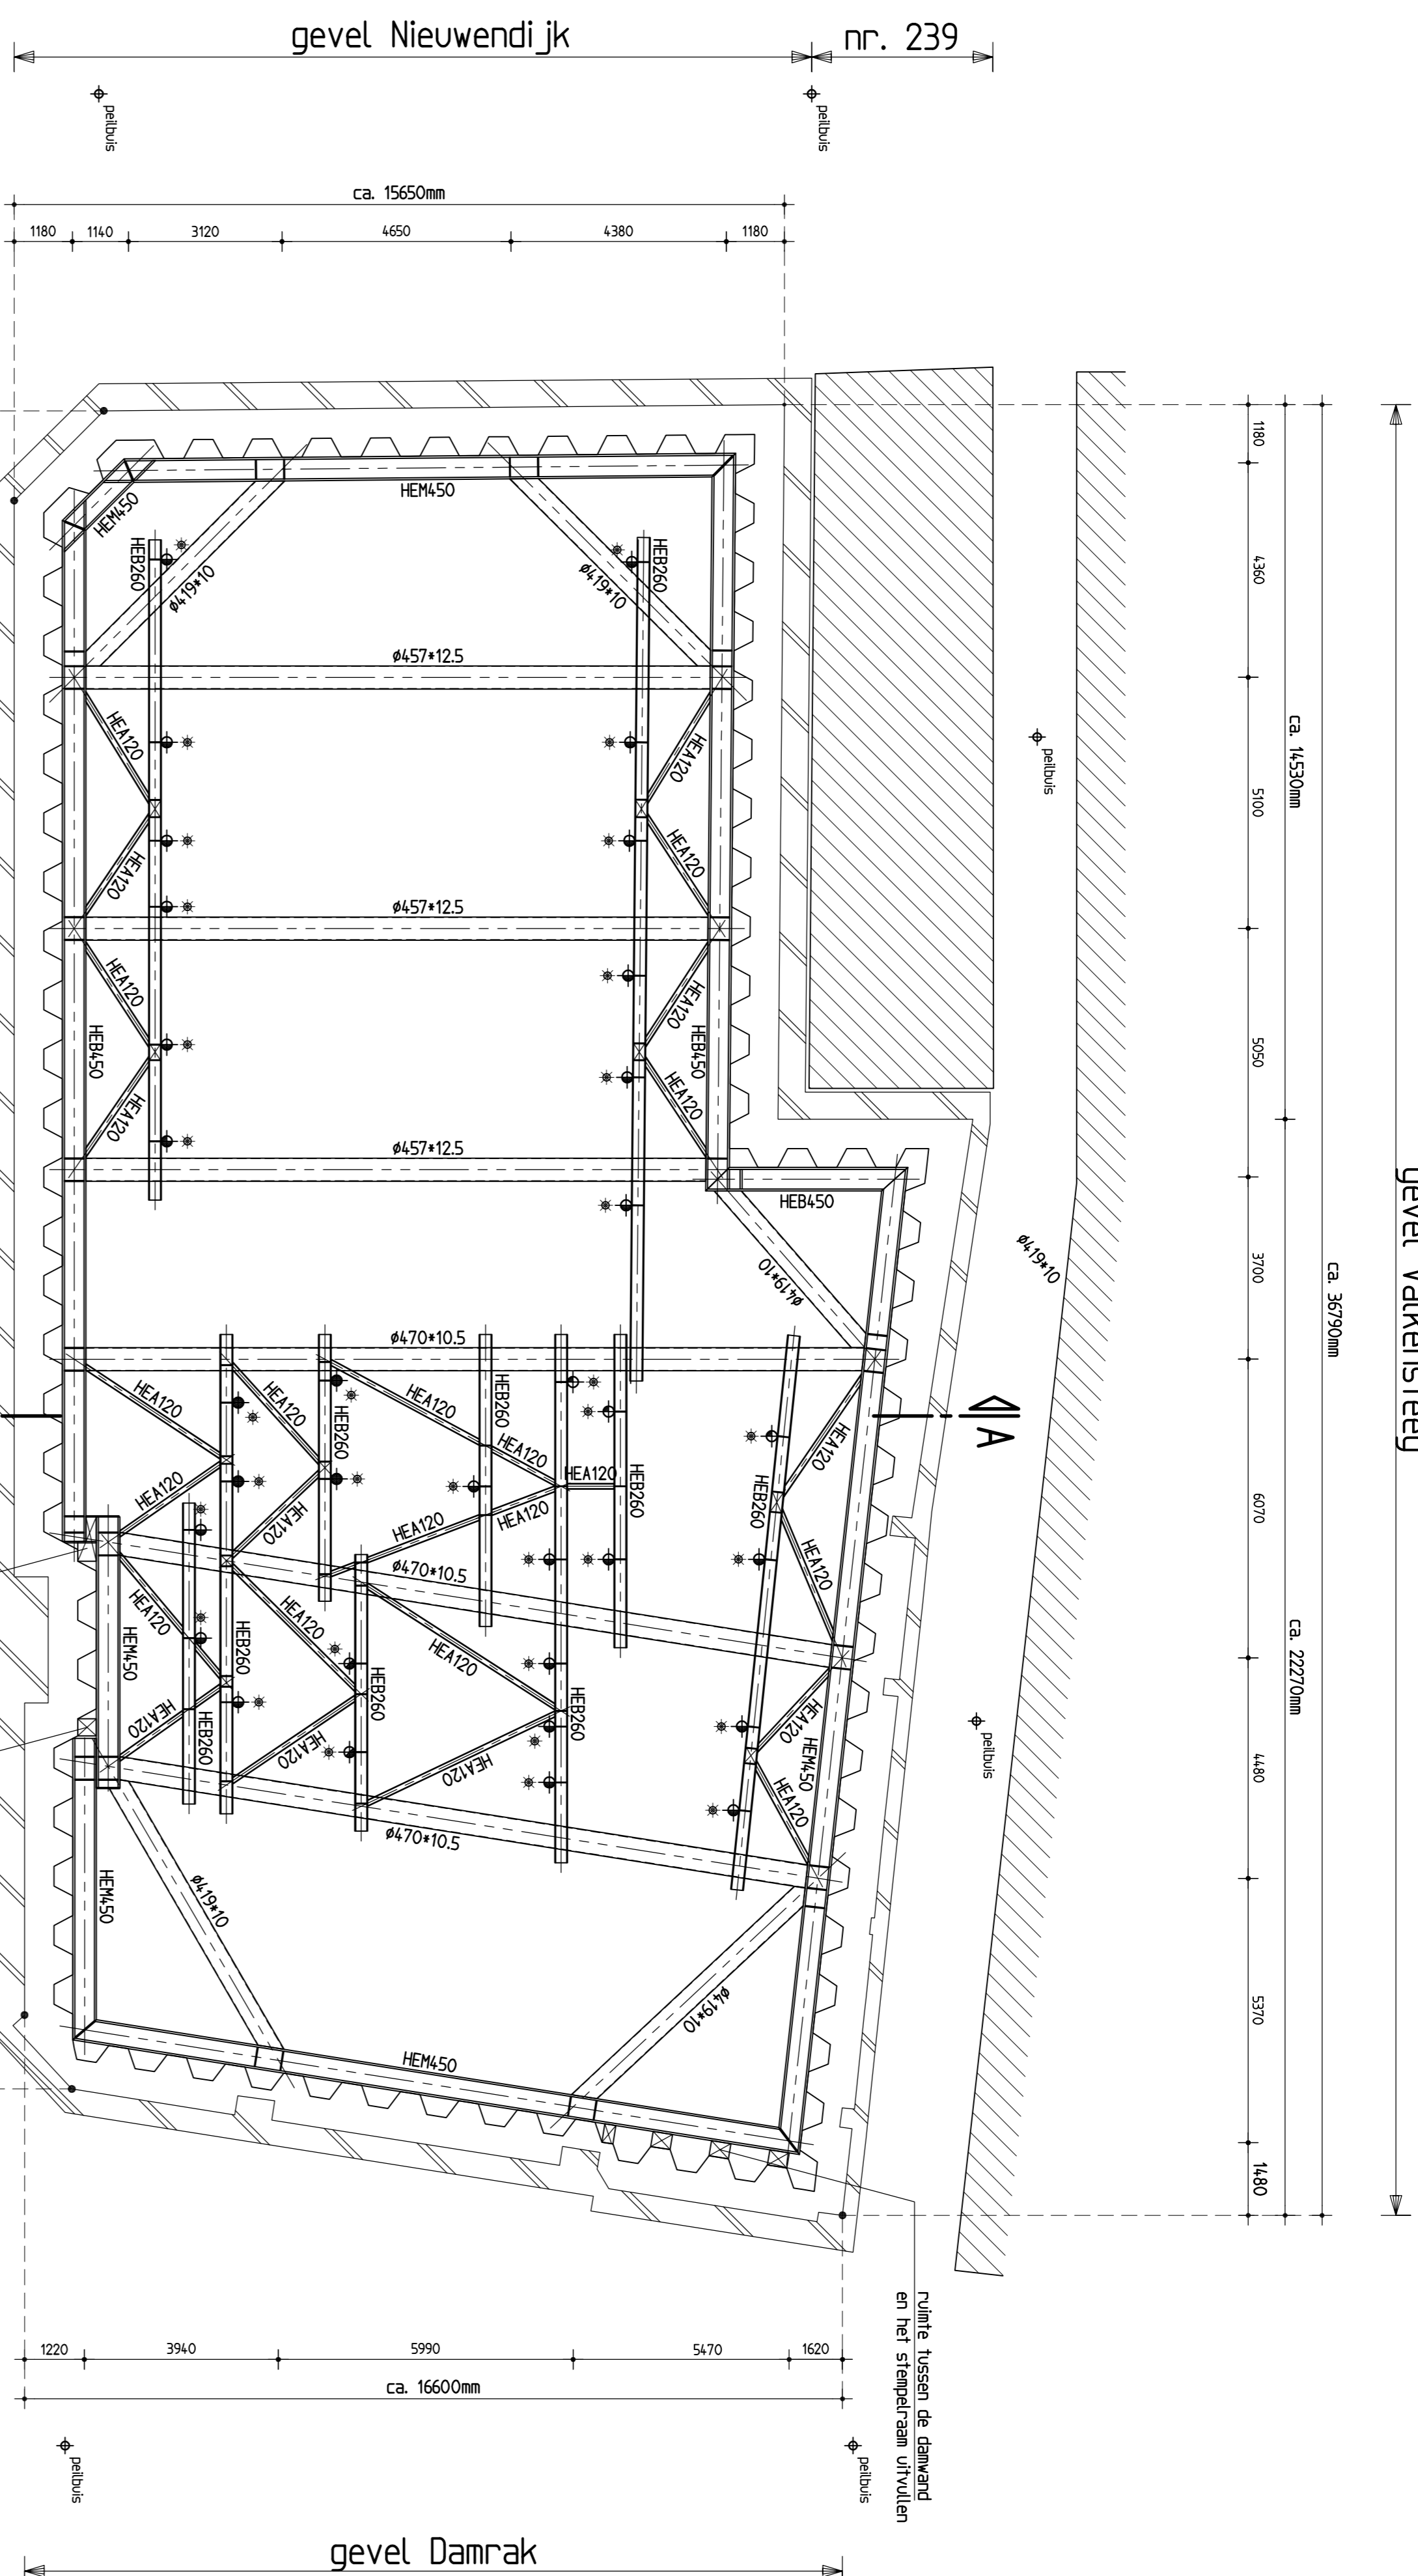 gevel Nieuwendijk
nr. 239
peilbuis
peilbuis
ca. 15650mm
1180
1140
3120
4650
4380
1180
HEM450
HEM450
HEB260
HEB260
ø419*10
ø419*10
ø457*12.5
HEA120
HEA120
HEA120
HEA120
ø457*12.5
HEA120
HEA120
HEB450
HEB450
HEA120
HEA120
ø457*12.5
HEB450
ø419*10
ø419*10
peilbuis
1180
4360
ca. 14530mm
5100
5050
gevel Valkensteeg
ca. 36790mm
3700
6070
ca. 22270mm
4480
5370
1480
A
ø470*10.5
HEA120
HEA120
HEB260
HEA120
HEB260
HEA120
HEA120
HEB260
HEA120
HEB260
HEA120
HEA120
HEA120
HEA120
ø470*10.5
HEA120
HEA120
HEM450
HEA120
HEB260
HEA120
HEB260
HEA120
HEA120
HEB260
HEA120
HEB260
HEA120
HEA120
HEM450
HEA120
peilbuis
ø470*10.5
HEM450
ø419*10
ø419*10
HEM450
ruimte tussen de damwand
en het stempelraam uitvullen
1220
3940
5990
5470
1620
ca. 16600mm
peilbuis
peilbuis
gevel Damrak